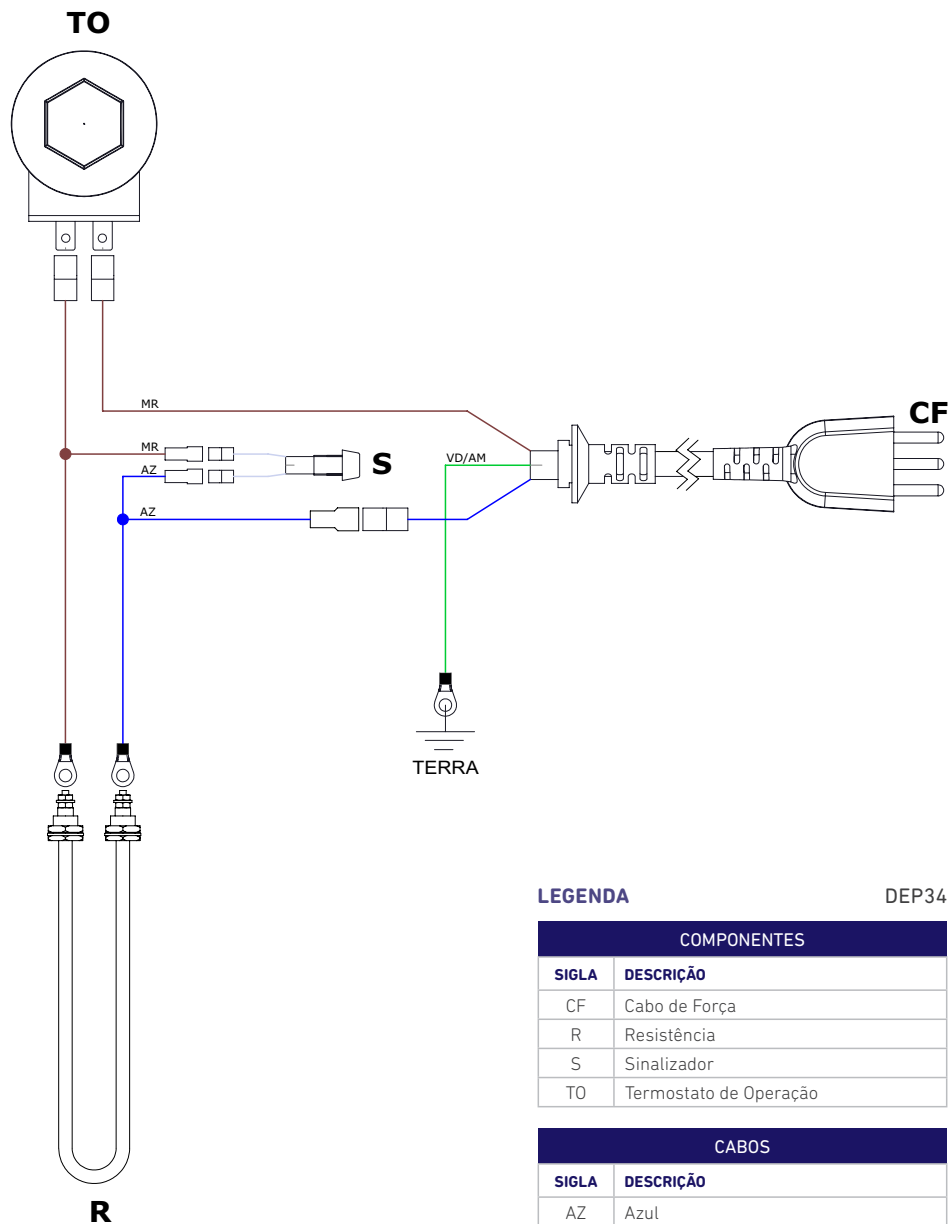 TO
MR
CF
MR
S
AZ
VD/AM
AZ
TERRA
R
LEGENDA DEP34
COMPONENTES
SIGLA DESCRIÇÃO
CF Cabo de Força
R Resistência
S Sinalizador
TO Termostato de Operação
CABOS
SIGLA DESCRIÇÃO
AZ Azul